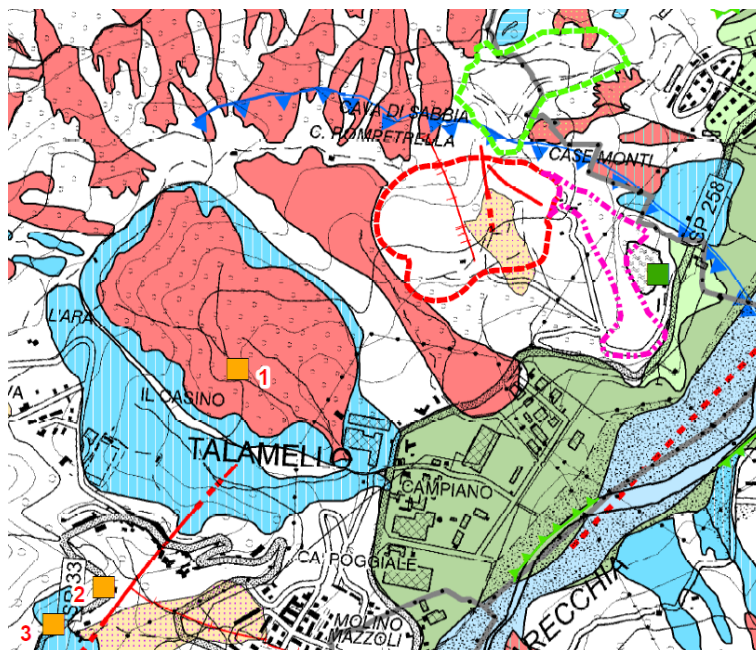 CAVA DI SABBIA
C. ROMPETRELLA
CASE MONTI
SP 258
L'ARA
1
IL CASINO
TALAMELLO
CAMPIANO
CA' POGGIALE
33
2
3
MOLINO
MAZZOLI
RECCHIA